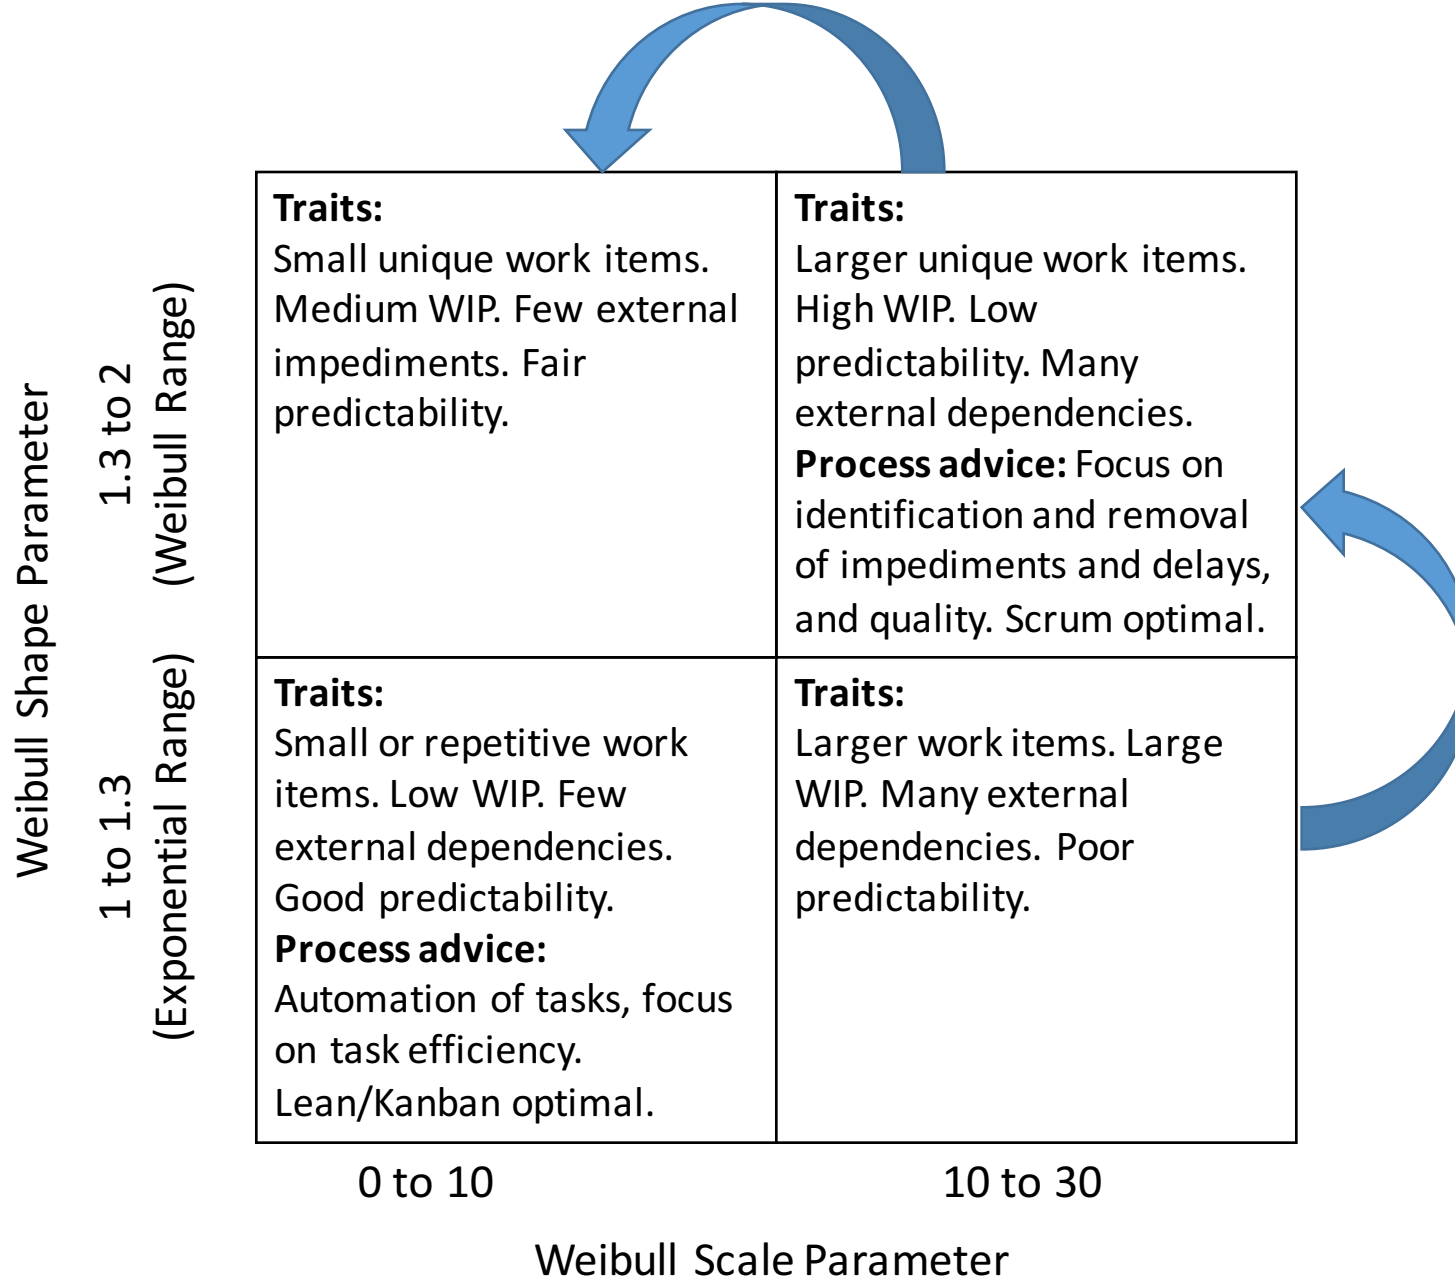 Weibull Shape Parameter
1.3 to 2
(Weibull Range)
Traits:
Small unique work items.
Medium WIP. Few external
impediments. Fair
predictability.
Traits:
Larger unique work items.
High WIP. Low
predictability. Many
external dependencies.
Process advice: Focus on
identification and removal
of impediments and delays,
and quality. Scrum optimal.
1 to 1.3
(Exponential Range)
Traits:
Small or repetitive work
items. Low WIP. Few
external dependencies.
Good predictability.
Process advice:
Automation of tasks, focus
on task efficiency.
Lean/Kanban optimal.
Traits:
Larger work items. Large
WIP. Many external
dependencies. Poor
predictability.
0 to 10
10 to 30
Weibull Scale Parameter